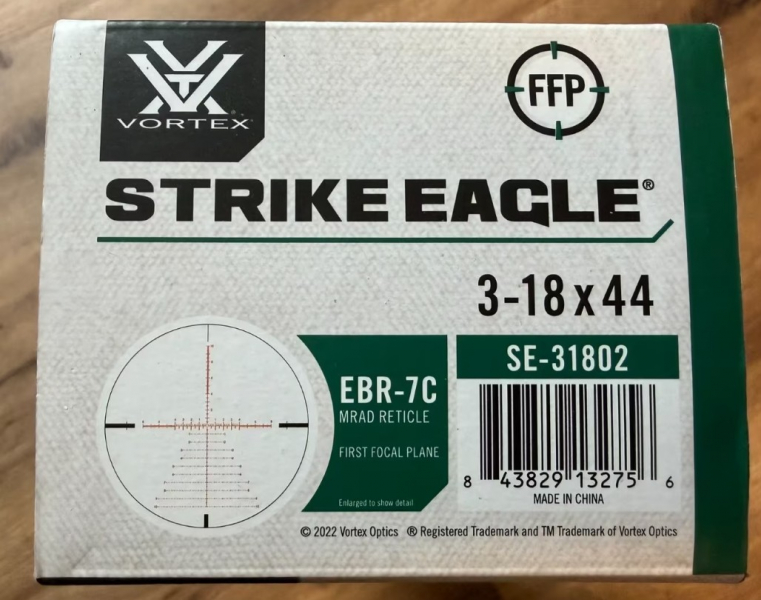 VORTEX®
FFP
STRIKE EAGLE®
3-18x44
SE-31802
EBR-7C
MRAD RETICLE
FIRST FOCAL PLANE
Enlarged to show detail
8 43829 13275 6
MADE IN CHINA
© 2022 Vortex Optics ® Registered Trademark and TM Trademark of Vortex Optics